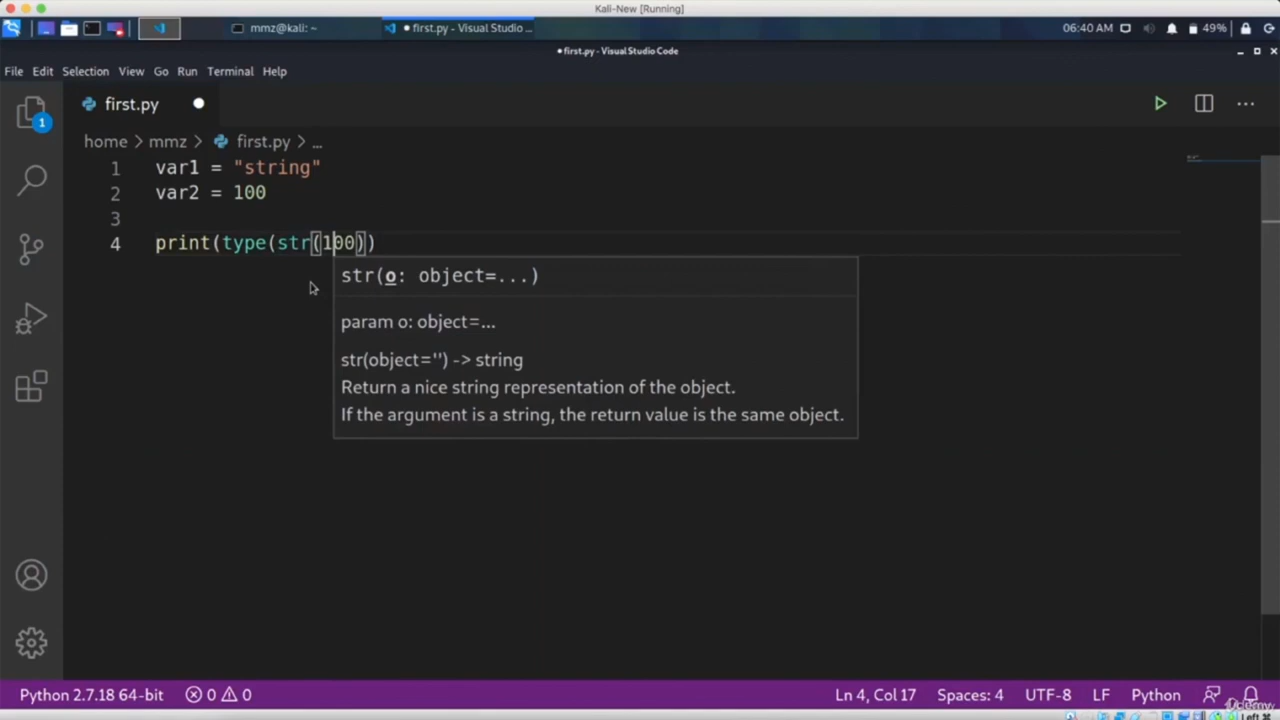 Kali-New [Running]
mmz@kali: ~
first.py - Visual Studio ...
06:40 AM
49%
first.py - Visual Studio Code
File Edit Selection View Go Run Terminal Help
first.py
1
home > mmz > first.py > ...
1 var1 = "string"
2 var2 = 100
3
4 print(type(str(100))
str(o: object=...)
param o: object=...
str(object='') -> string
Return a nice string representation of the object.
If the argument is a string, the return value is the same object.
Python 2.7.18 64-bit 0 0 Ln 4, Col 17 Spaces: 4 UTF-8 LF Python
Udemy
Left ⌘